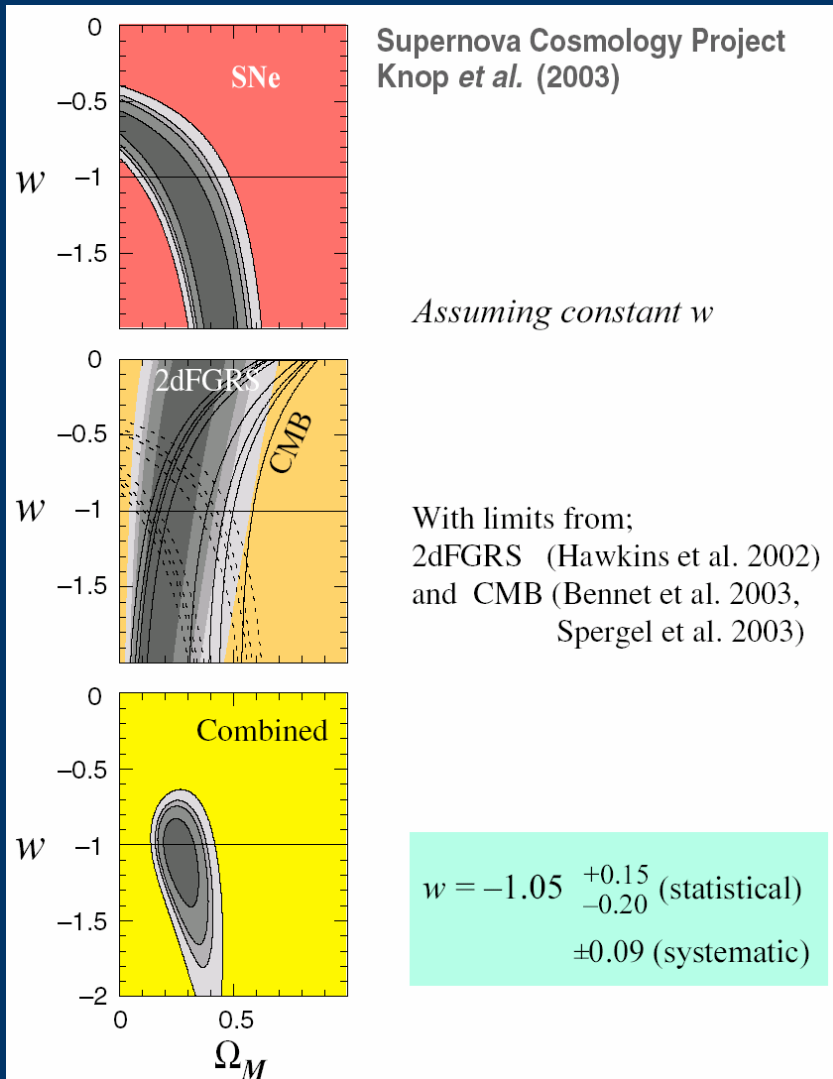 Supernova Cosmology Project
Knop et al. (2003)
0
−0.5
−1
−1.5
w
SNe
Assuming constant w
0
−0.5
−1
−1.5
w
2dFGRS
CMB
With limits from;
2dFGRS (Hawkins et al. 2002)
and CMB (Bennet et al. 2003,
Spergel et al. 2003)
0
−0.5
−1
−1.5
−2
w
Combined
0 0.5
Ω_M
w = −1.05 +0.15 −0.20 (statistical)
±0.09 (systematic)